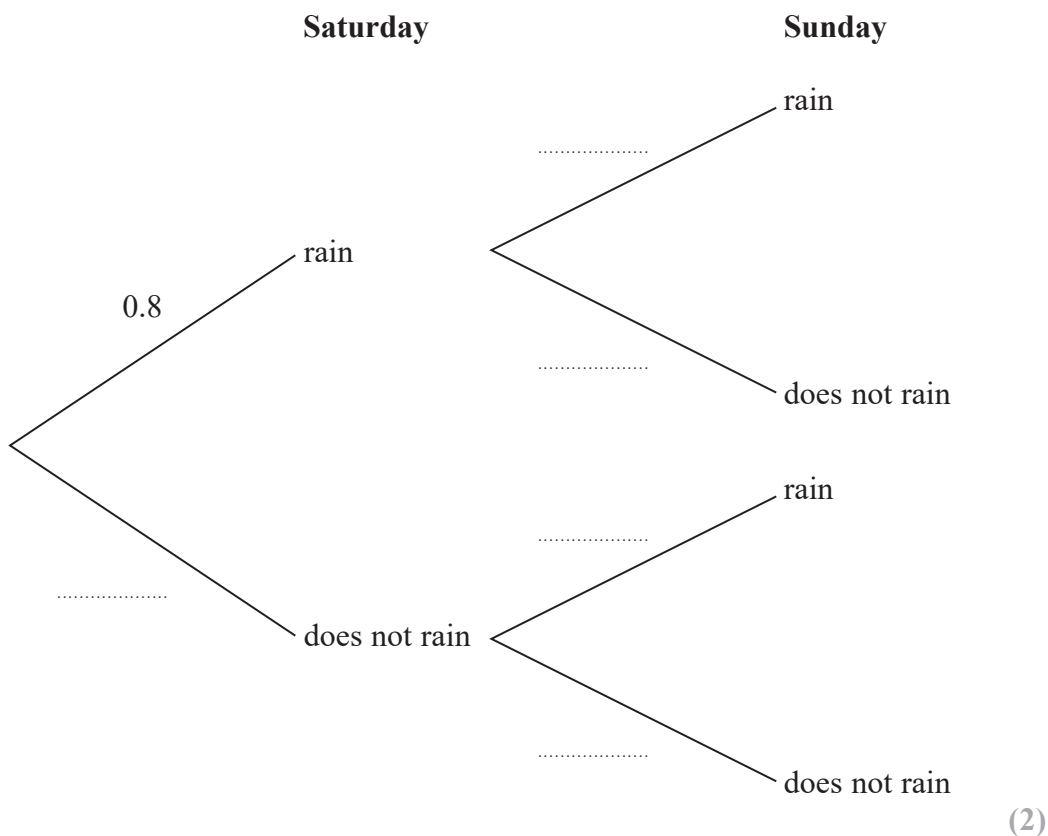 Saturday Sunday
rain
....................
rain
0.8
....................
does not rain
rain
....................
....................
does not rain
....................
does not rain
(2)